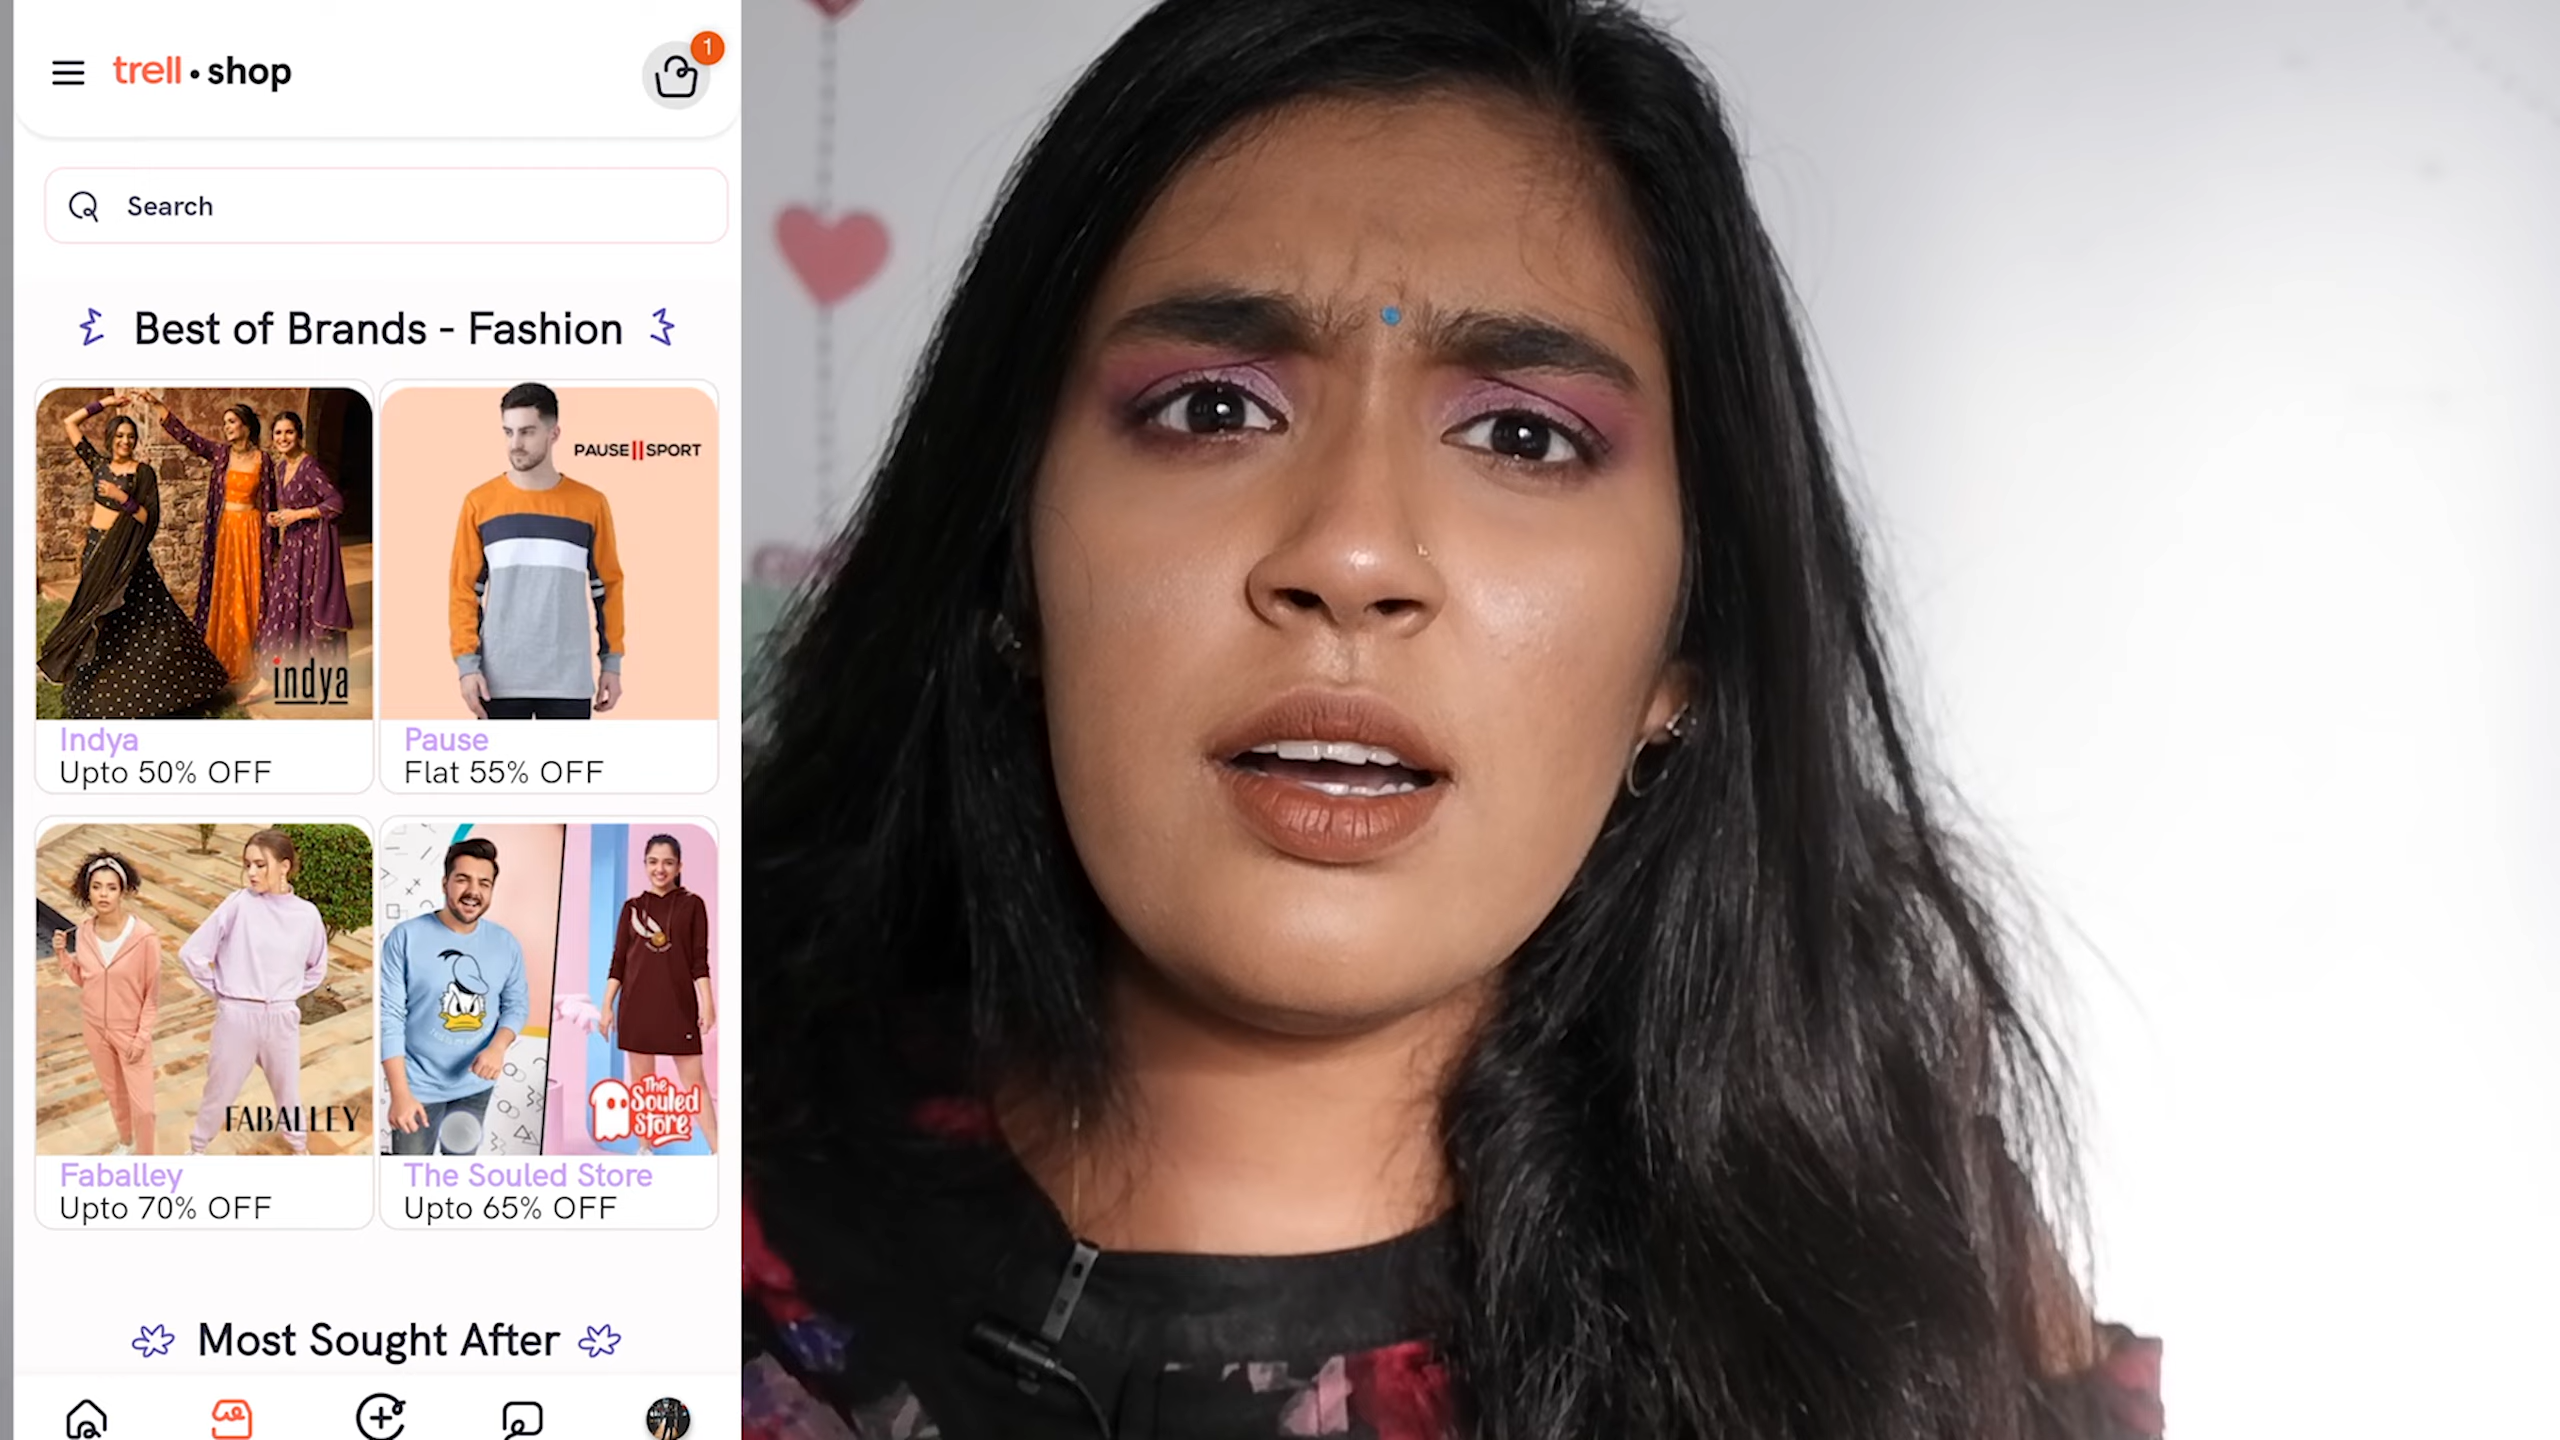 trell • shop
1
Search
Best of Brands - Fashion
indya
PAUSE||SPORT
Indya
Upto 50% OFF
Pause
Flat 55% OFF
FABALLEY
The
Souled
Store
Faballey
Upto 70% OFF
The Souled Store
Upto 65% OFF
Most Sought After